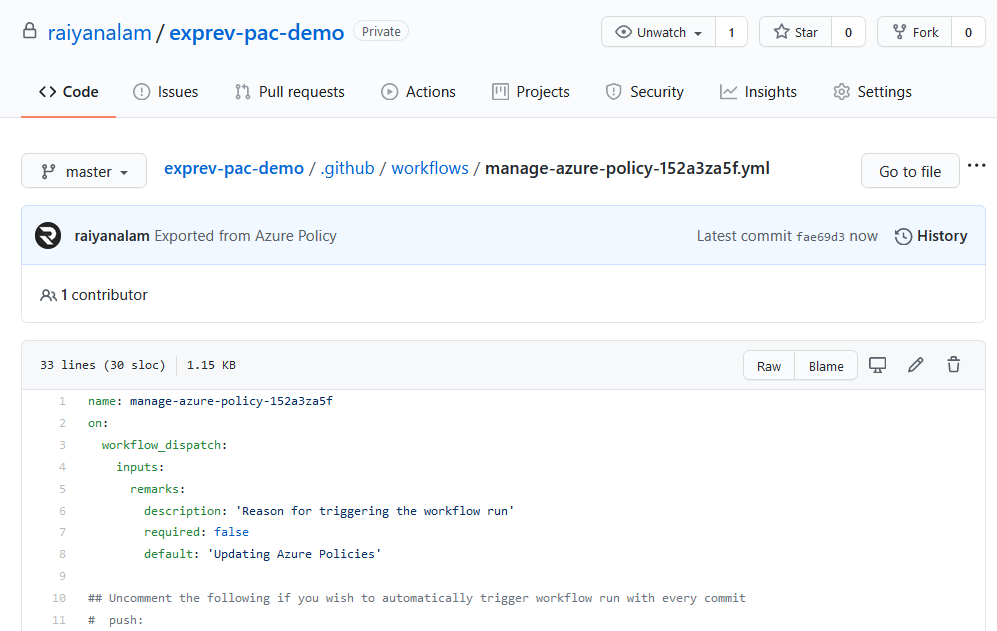 raiyanalam / exprev-pac-demo Private Unwatch 1 Star 0 Fork 0
Code Issues Pull requests Actions Projects Security Insights Settings
master exprev-pac-demo / .github / workflows / manage-azure-policy-152a3za5f.yml Go to file ...
raiyanalam Exported from Azure Policy Latest commit fae69d3 now History
1 contributor
33 lines (30 sloc) 1.15 KB Raw Blame
1 name: manage-azure-policy-152a3za5f
2 on:
3 workflow_dispatch:
4 inputs:
5 remarks:
6 description: 'Reason for triggering the workflow run'
7 required: false
8 default: 'Updating Azure Policies'
9
10 ## Uncomment the following if you wish to automatically trigger workflow run with every commit
11 # push: